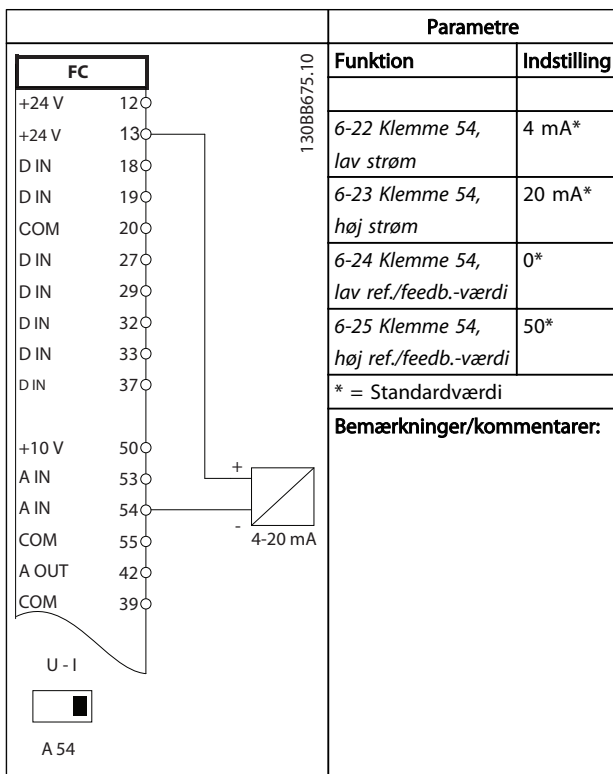 Parametre
FC
130BB675.10
Funktion
Indstilling
+24 V 12
+24 V 13
D IN 18
D IN 19
COM 20
D IN 27
D IN 29
D IN 32
D IN 33
D IN 37
+10 V 50
A IN 53
A IN 54
COM 55
A OUT 42
COM 39
+
-
4-20 mA
U - I
A 54
6-22 Klemme 54,
lav strøm
4 mA*
6-23 Klemme 54,
høj strøm
20 mA*
6-24 Klemme 54,
lav ref./feedb.-værdi
0*
6-25 Klemme 54,
høj ref./feedb.-værdi
50*
* = Standardværdi
Bemærkninger/kommentarer: